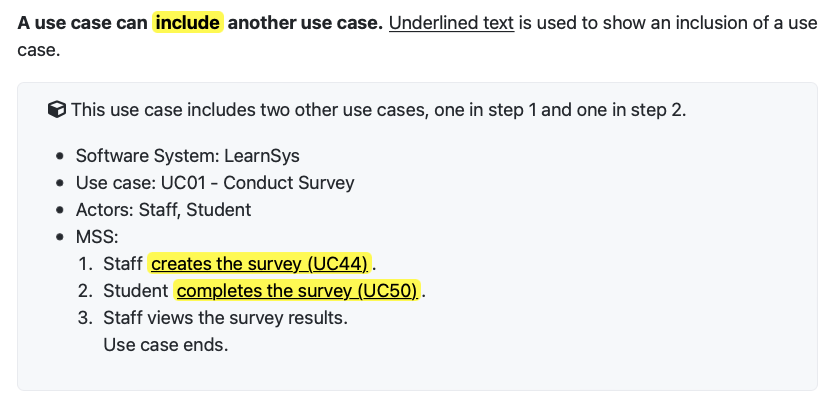 A use case can include another use case. Underlined text is used to show an inclusion of a use
case.
This use case includes two other use cases, one in step 1 and one in step 2.
• Software System: LearnSys
• Use case: UC01 - Conduct Survey
• Actors: Staff, Student
• MSS:
1. Staff creates the survey (UC44).
2. Student completes the survey (UC50).
3. Staff views the survey results.
Use case ends.